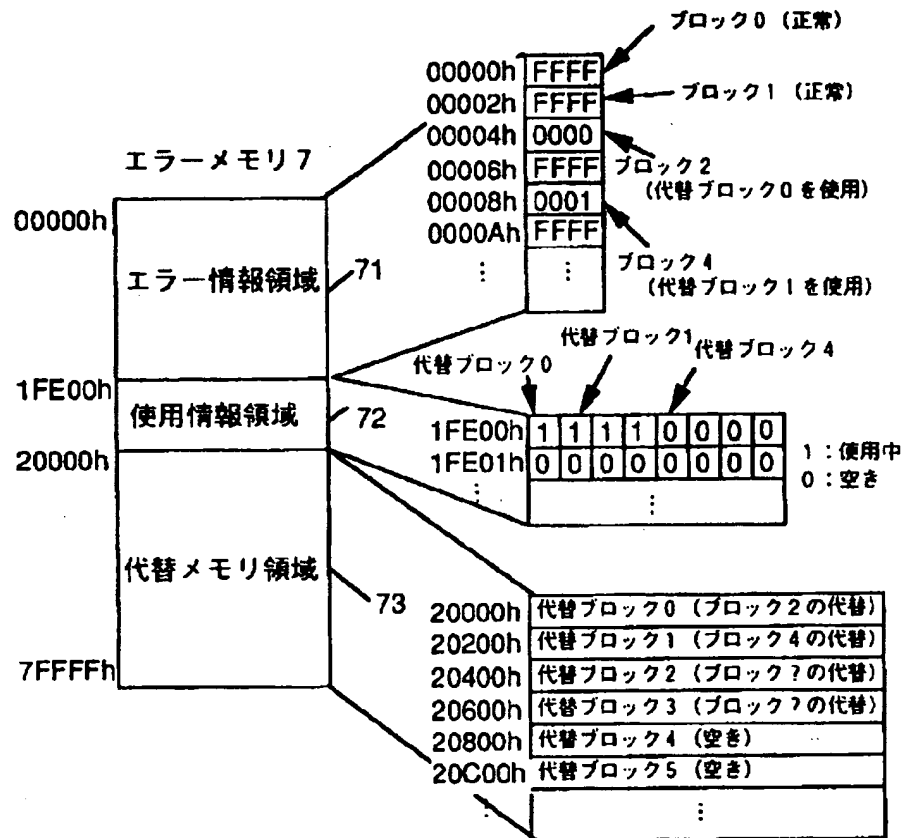 ブロック0 (正常)
00000h FFFF
00002h FFFF
ブロック1 (正常)
00004h 0000
00006h FFFF
ブロック2
(代替ブロック0を使用)
00008h 0001
0000Ah FFFF
ブロック4
(代替ブロック1を使用)
⋮ ⋮
エラーメモリ7
00000h
エラー情報領域
71
1FE00h
使用情報領域
72
20000h
代替メモリ領域
73
7FFFFh
代替ブロック0
代替ブロック1
代替ブロック4
1FE00h 1 1 1 1 0 0 0 0
1FE01h 0 0 0 0 0 0 0 0
⋮ ⋮
1:使用中
0:空き
20000h 代替ブロック0 (ブロック2の代替)
20200h 代替ブロック1 (ブロック4の代替)
20400h 代替ブロック2 (ブロック?の代替)
20600h 代替ブロック3 (ブロック?の代替)
20800h 代替ブロック4 (空き)
20C00h 代替ブロック5 (空き)
⋮ ⋮